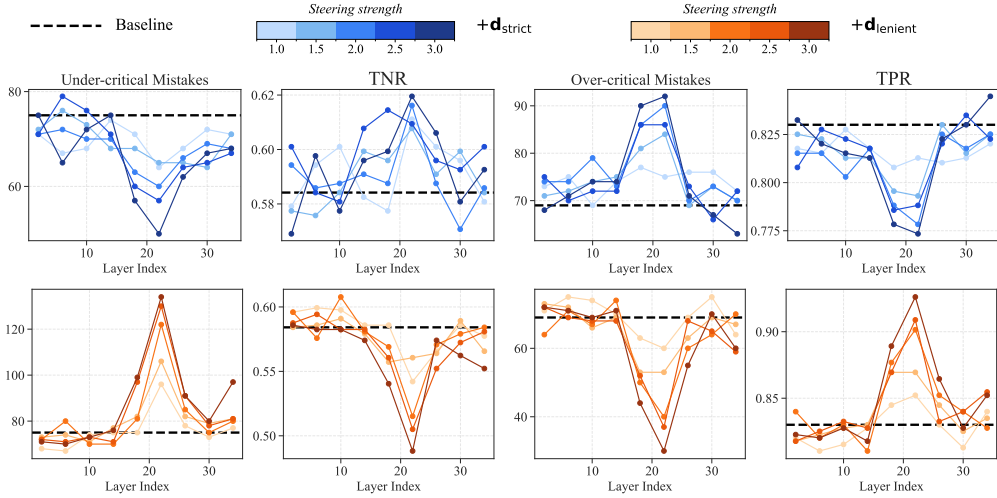 Baseline
Steering strength
1.0 1.5 2.0 2.5 3.0
+d_strict
Steering strength
1.0 1.5 2.0 2.5 3.0
+d_lenient
Under-critical Mistakes
80
60
10 20 30
Layer Index
TNR
0.62
0.60
0.58
10 20 30
Layer Index
Over-critical Mistakes
90
80
70
10 20 30
Layer Index
TPR
0.825
0.800
0.775
10 20 30
Layer Index
120
100
80
10 20 30
Layer Index
0.60
0.55
0.50
10 20 30
Layer Index
60
40
10 20 30
Layer Index
0.90
0.85
10 20 30
Layer Index